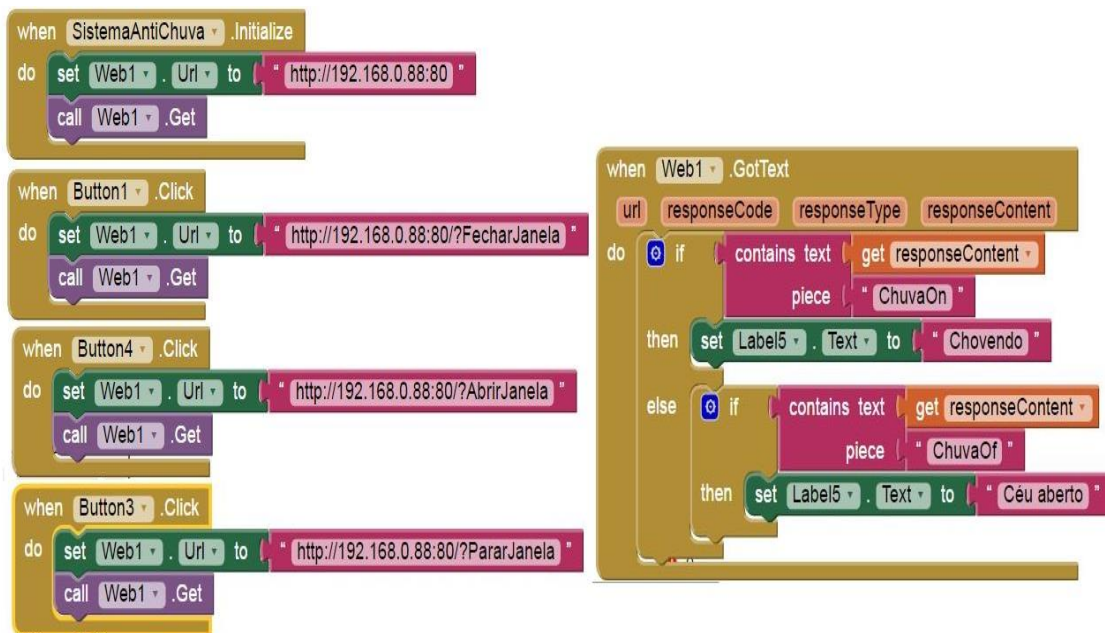 when SistemaAntiChuva .Initialize
do set Web1 . Url to " http://192.168.0.88:80 "
call Web1 .Get
when Button1 .Click
do set Web1 . Url to " http://192.168.0.88:80/?FecharJanela "
call Web1 .Get
when Button4 .Click
do set Web1 . Url to " http://192.168.0.88:80/?AbrirJanela "
call Web1 .Get
when Button3 .Click
do set Web1 . Url to " http://192.168.0.88:80/?PararJanela "
call Web1 .Get
when Web1 .GotText
url responseCode responseType responseContent
do if contains text get responseContent
piece " ChuvaOn "
then set Label5 . Text to " Chovendo "
else if contains text get responseContent
piece " ChuvaOf "
then set Label5 . Text to " Céu aberto "